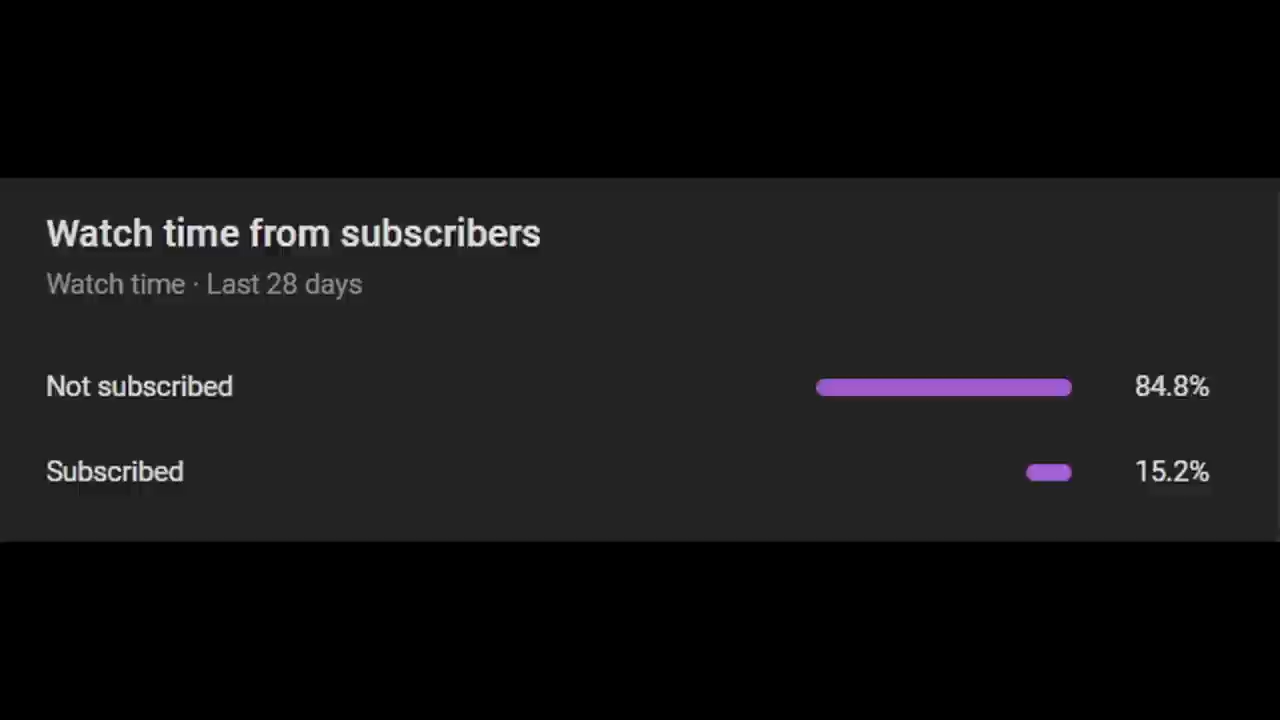 Watch time from subscribers
Watch time · Last 28 days
Not subscribed 84.8%
Subscribed 15.2%